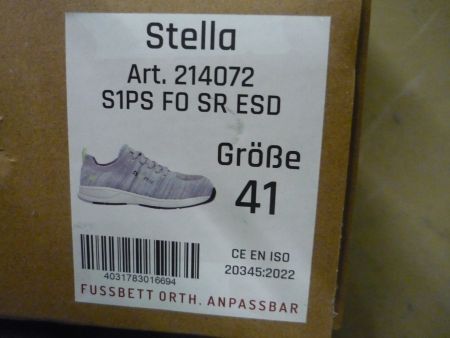 Stella
Art. 214072
S1PS FO SR ESD
Größe
41
CE EN ISO
20345:2022
4031783016694
FUSSBETT ORTH. ANPASSBAR